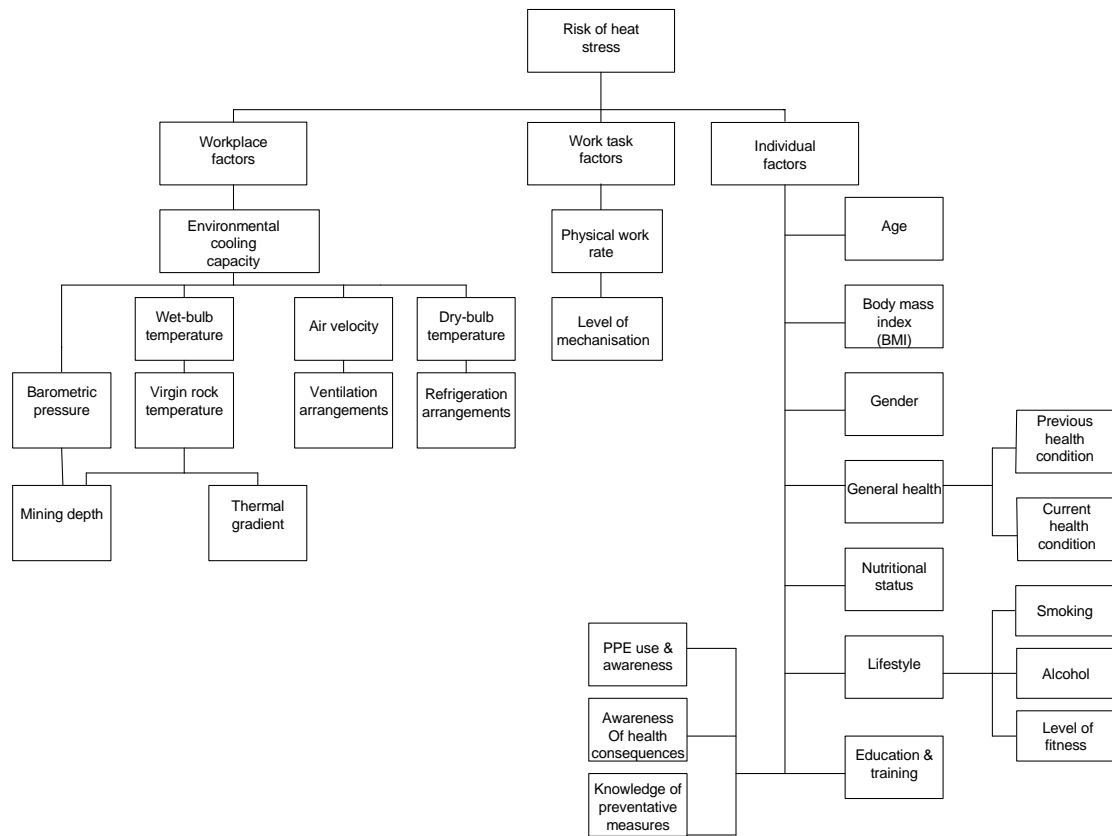 Risk of heat
stress
Workplace
factors
Work task
factors
Individual
factors
Environmental
cooling
capacity
Physical work
rate
Age
Wet-bulb
temperature
Air velocity
Dry-bulb
temperature
Level of
mechanisation
Body mass
index
(BMI)
Barometric
pressure
Virgin rock
temperature
Ventilation
arrangements
Refrigeration
arrangements
Gender
Previous
health
condition
Mining depth
Thermal
gradient
General health
Current
health
condition
Nutritional
status
Smoking
PPE use &
awareness
Lifestyle
Alcohol
Awareness
Of health
consequences
Level of
fitness
Education &
training
Knowledge of
preventative
measures